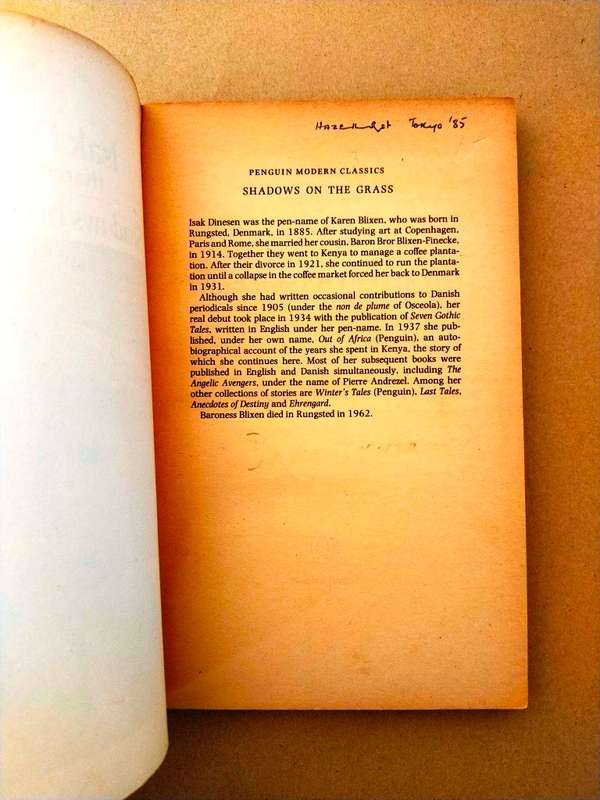 Tokyo '85
PENGUIN MODERN CLASSICS
SHADOWS ON THE GRASS
Isak Dinesen was the pen-name of Karen Blixen, who was born in
Rungsted, Denmark, in 1885. After studying art at Copenhagen,
Paris and Rome, she married her cousin, Baron Bror Blixen-Finecke,
in 1914. Together they went to Kenya to manage a coffee planta-
tion. After their divorce in 1921, she continued to run the planta-
tion until a collapse in the coffee market forced her back to Denmark
in 1931.
Although she had written occasional contributions to Danish
periodicals since 1905 (under the non de plume of Osceola), her
real debut took place in 1934 with the publication of Seven Gothic
Tales, written in English under her pen-name. In 1937 she pub-
lished, under her own name, Out of Africa (Penguin), an auto-
biographical account of the years she spent in Kenya, the story of
which she continues here. Most of her subsequent books were
published in English and Danish simultaneously, including The
Angelic Avengers, under the name of Pierre Andrezel. Among her
other collections of stories are Winter's Tales (Penguin), Last Tales,
Anecdotes of Destiny and Ehrengard.
Baroness Blixen died in Rungsted in 1962.